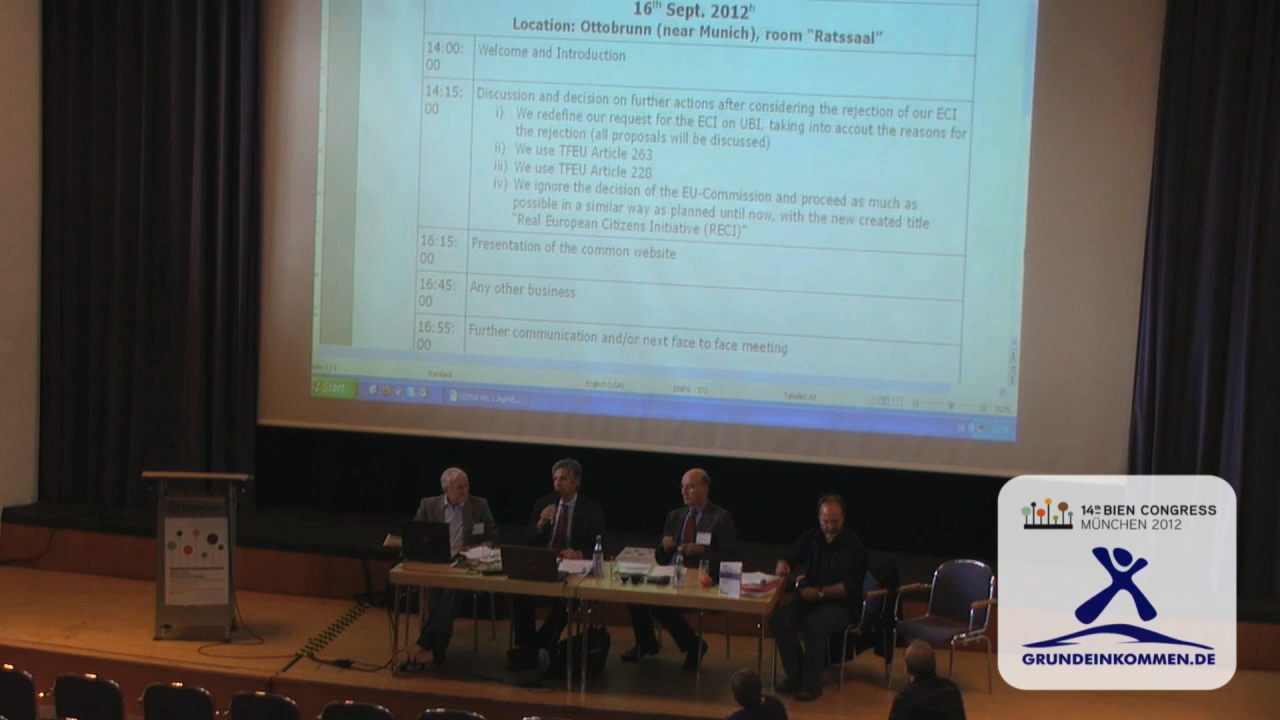 16th Sept. 2012h
Location: Ottobrunn (near Munich), room "Ratssaal"
14:00:
00
Welcome and Introduction
14:15:
00
Discussion and decision on further actions after considering the rejection of our ECI
i) We redefine our request for the ECI on UBI, taking into accout the reasons for
the rejection (all proposals will be discussed)
ii) We use TFEU Article 263
iii) We use TFEU Article 228
iv) We ignore the decision of the EU-Commission and proceed as much as
possible in a similar way as planned until now, with the new created title
"Real European Citizens Initiative (RECI)"
16:15:
00
Presentation of the common website
16:45:
00
Any other business
16:55:
00
Further communication and/or next face to face meeting
Standard
Start
14th BIEN CONGRESS
MÜNCHEN 2012
GRUNDEINKOMMEN.DE